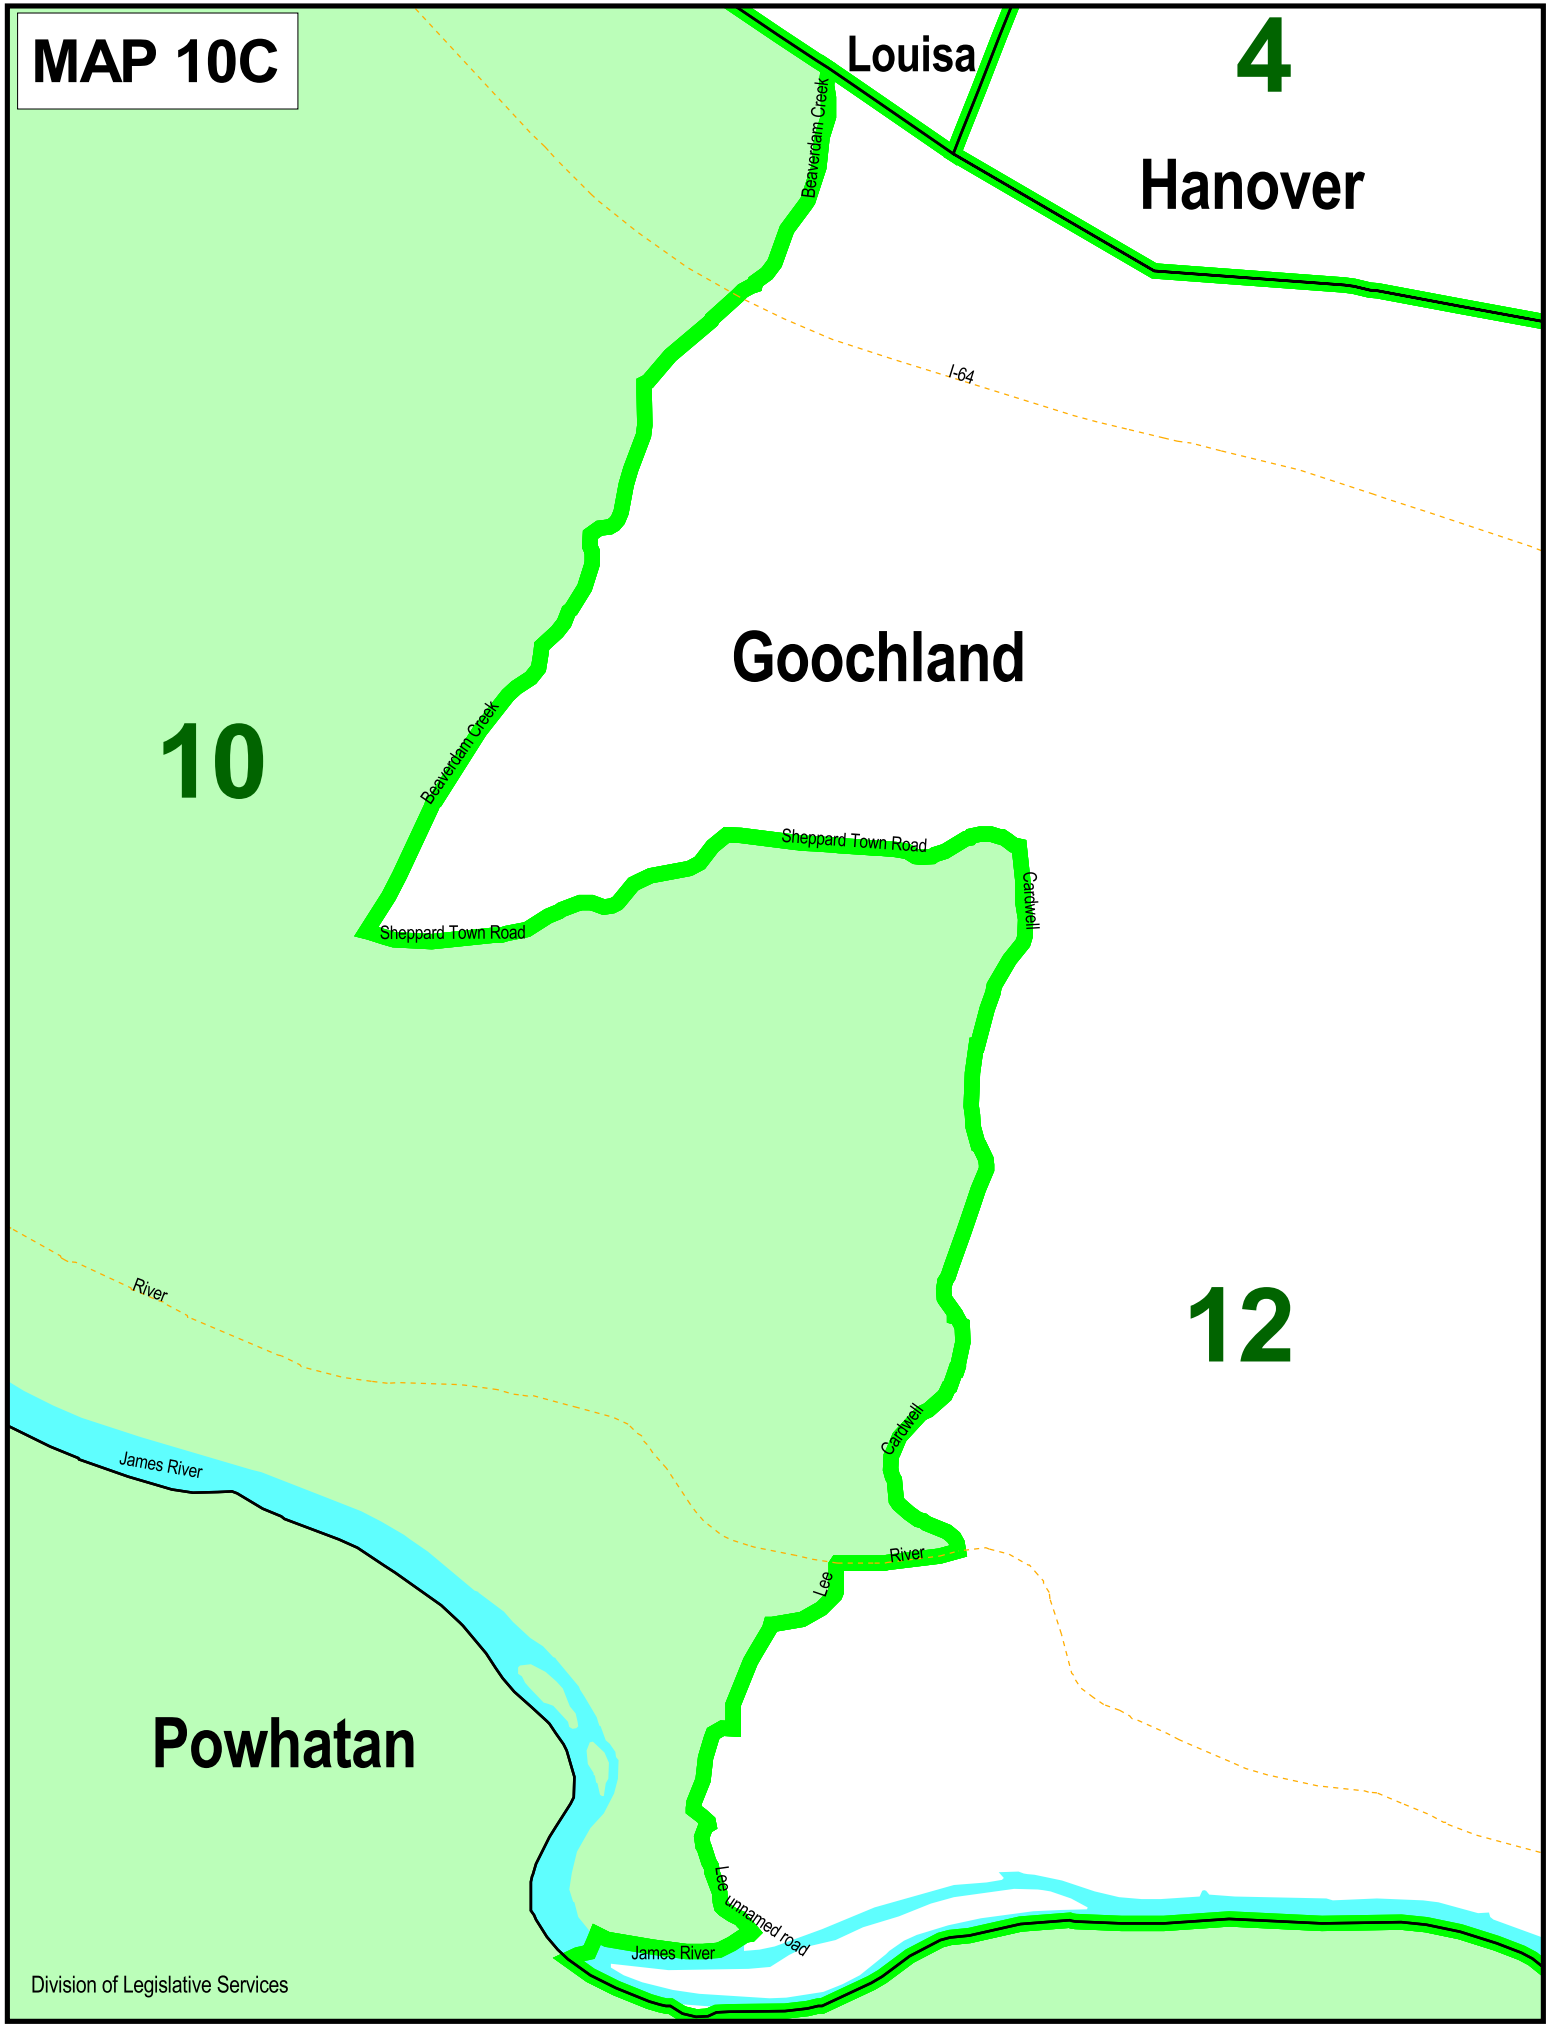 MAP 10C
Louisa
4
Hanover
Beaverdam Creek
I-64
Goochland
10
Beaverdam Creek
Sheppard Town Road
Cardwell
Sheppard Town Road
River
12
Cardwell
James River
River
Lee
Powhatan
Lee
unnamed road
James River
Division of Legislative Services